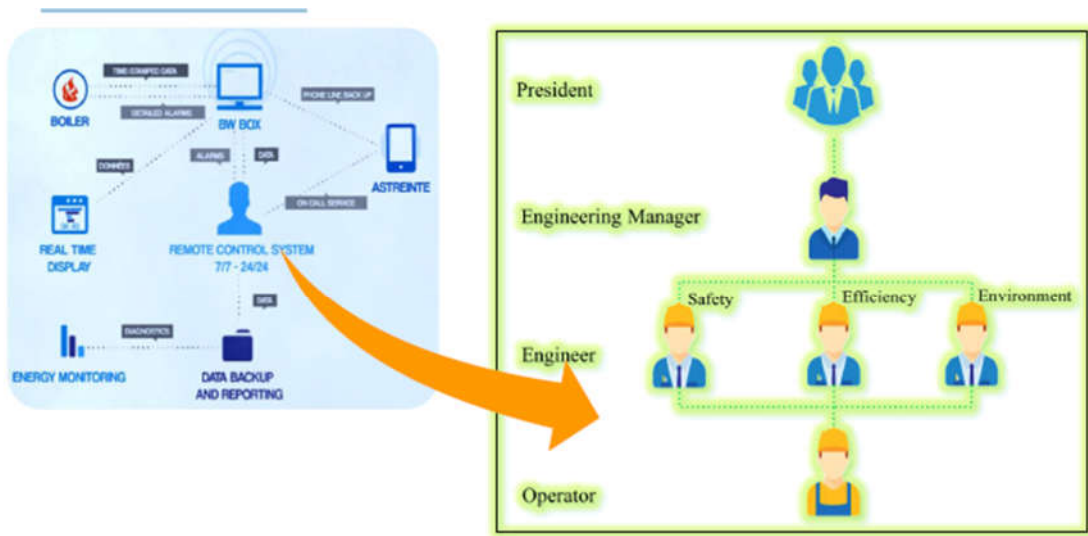 TIME-STAMPED DATA
DETAILED ALARMS
BOILER
BW BOX
PHONE LINE BACK UP
DONNÉES
ALARMS
DATA
ASTREINTE
ON CALL SERVICE
REAL TIME
DISPLAY
REMOTE CONTROL SYSTEM
7/7 - 24/24
DATA
DIAGNOSTICS
ENERGY MONITORING
DATA BACKUP
AND REPORTING
President
Engineering Manager
Safety
Efficiency
Environment
Engineer
Operator